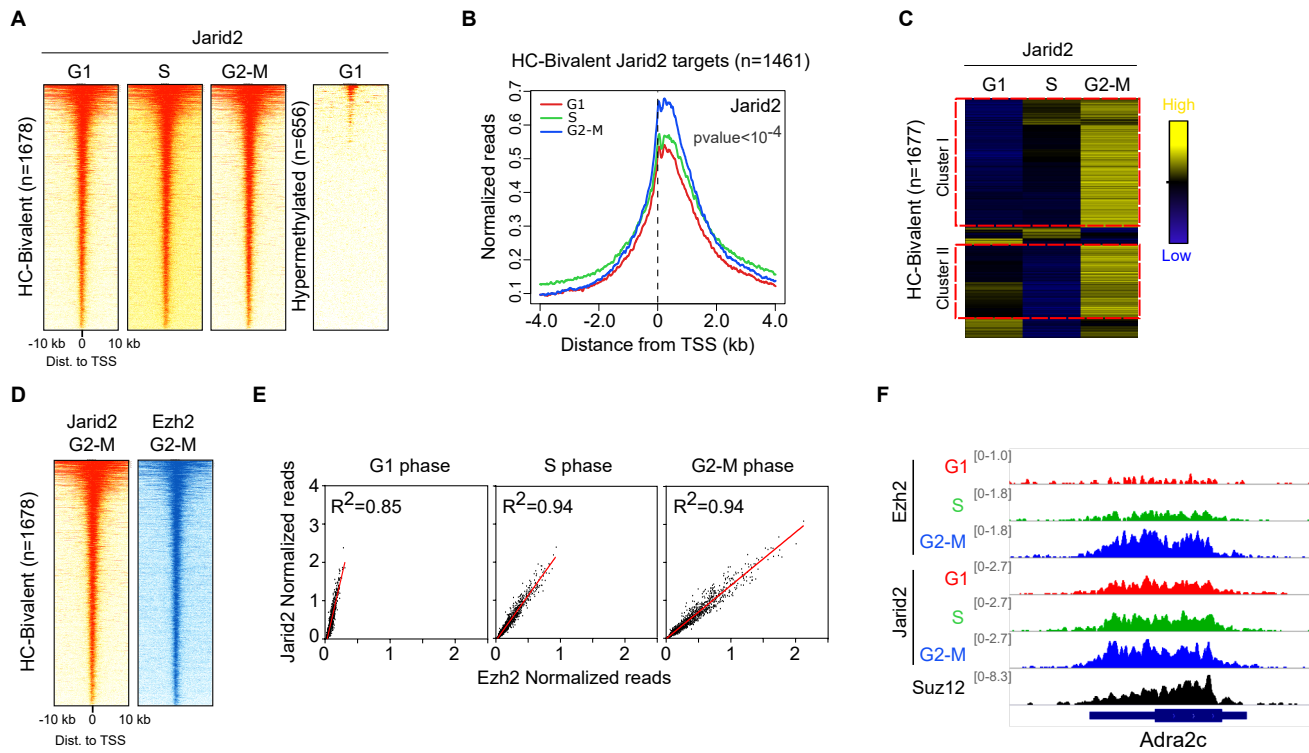 A
Jarid2
G1 S G2-M G1
HC-Bivalent (n=1678)
Hypermethylated (n=656)
-10 kb 0 10 kb
Dist. to TSS
B
HC-Bivalent Jarid2 targets (n=1461)
G1
S
G2-M
Jarid2
pvalue<10-4
Normalized reads
0.7
0.6
0.5
0.4
0.3
0.2
0.1
-4.0 -2.0 0 2.0 4.0
Distance from TSS (kb)
C
Jarid2
G1 S G2-M
HC-Bivalent (n=1677)
Cluster I
Cluster II
High
Low
D
Jarid2 Ezh2
G2-M G2-M
HC-Bivalent (n=1678)
-10 kb 0 10 kb
Dist. to TSS
E
G1 phase S phase G2-M phase
R2=0.85 R2=0.94 R2=0.94
Jarid2 Normalized reads
4
3
2
1
0
0 1 2 0 1 2 0 1 2
Ezh2 Normalized reads
F
Ezh2
G1 [0-1.0]
S [0-1.8]
G2-M [0-1.8]
Jarid2
G1 [0-2.7]
S [0-2.7]
G2-M [0-2.7]
Suz12 [0-8.3]
Adra2c